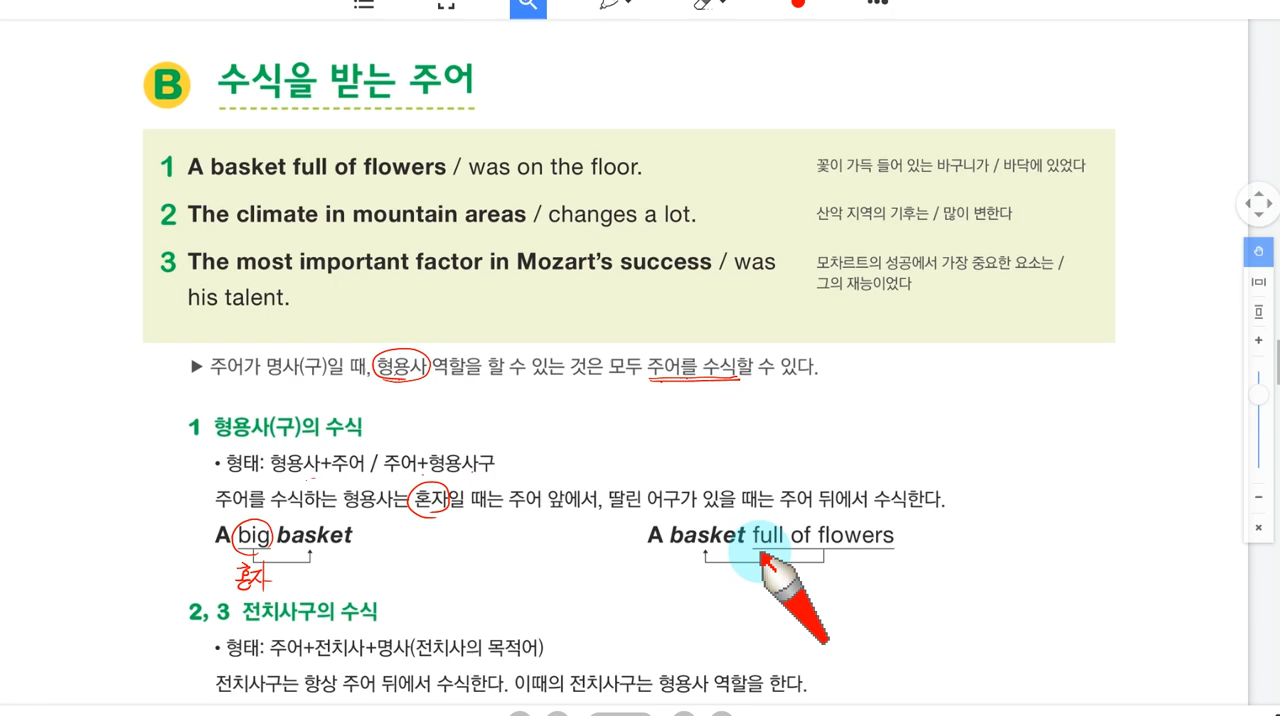 B 수식을 받는 주어
1 A basket full of flowers / was on the floor. 꽃이 가득 들어 있는 바구니가 / 바닥에 있었다
2 The climate in mountain areas / changes a lot. 산악 지역의 기후는 / 많이 변한다
3 The most important factor in Mozart's success / was 모차르트의 성공에서 가장 중요한 요소는 /
his talent. 그의 재능이었다
▶ 주어가 명사(구)일 때, 형용사 역할을 할 수 있는 것은 모두 주어를 수식할 수 있다.
1 형용사(구)의 수식
• 형태: 형용사+주어 / 주어+형용사구
주어를 수식하는 형용사는 혼자일 때는 주어 앞에서, 딸린 어구가 있을 때는 주어 뒤에서 수식한다.
A big basket A basket full of flowers
혼자
2, 3 전치사구의 수식
• 형태: 주어+전치사+명사(전치사의 목적어)
전치사구는 항상 주어 뒤에서 수식한다. 이때의 전치사구는 형용사 역할을 한다.